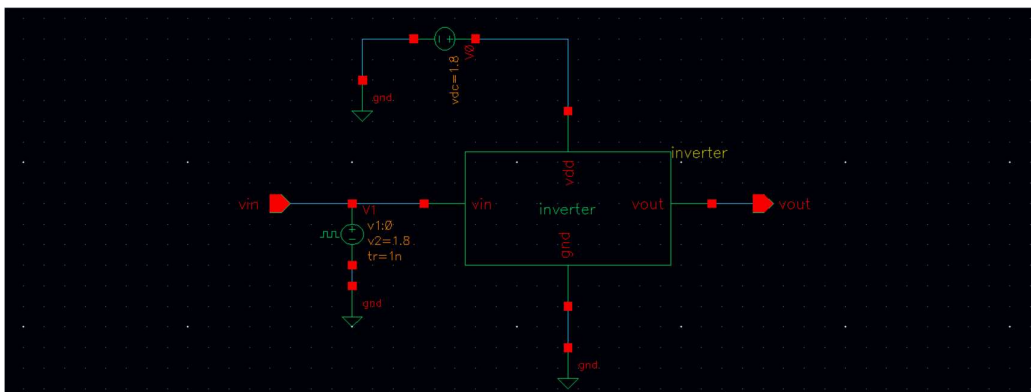 V0
vdc=1.8
gnd.
inverter
vdd
vin
vin
inverter
vout
vout
gnd
V1
v1:0
v2=1.8
tr=1n
gnd
gnd.